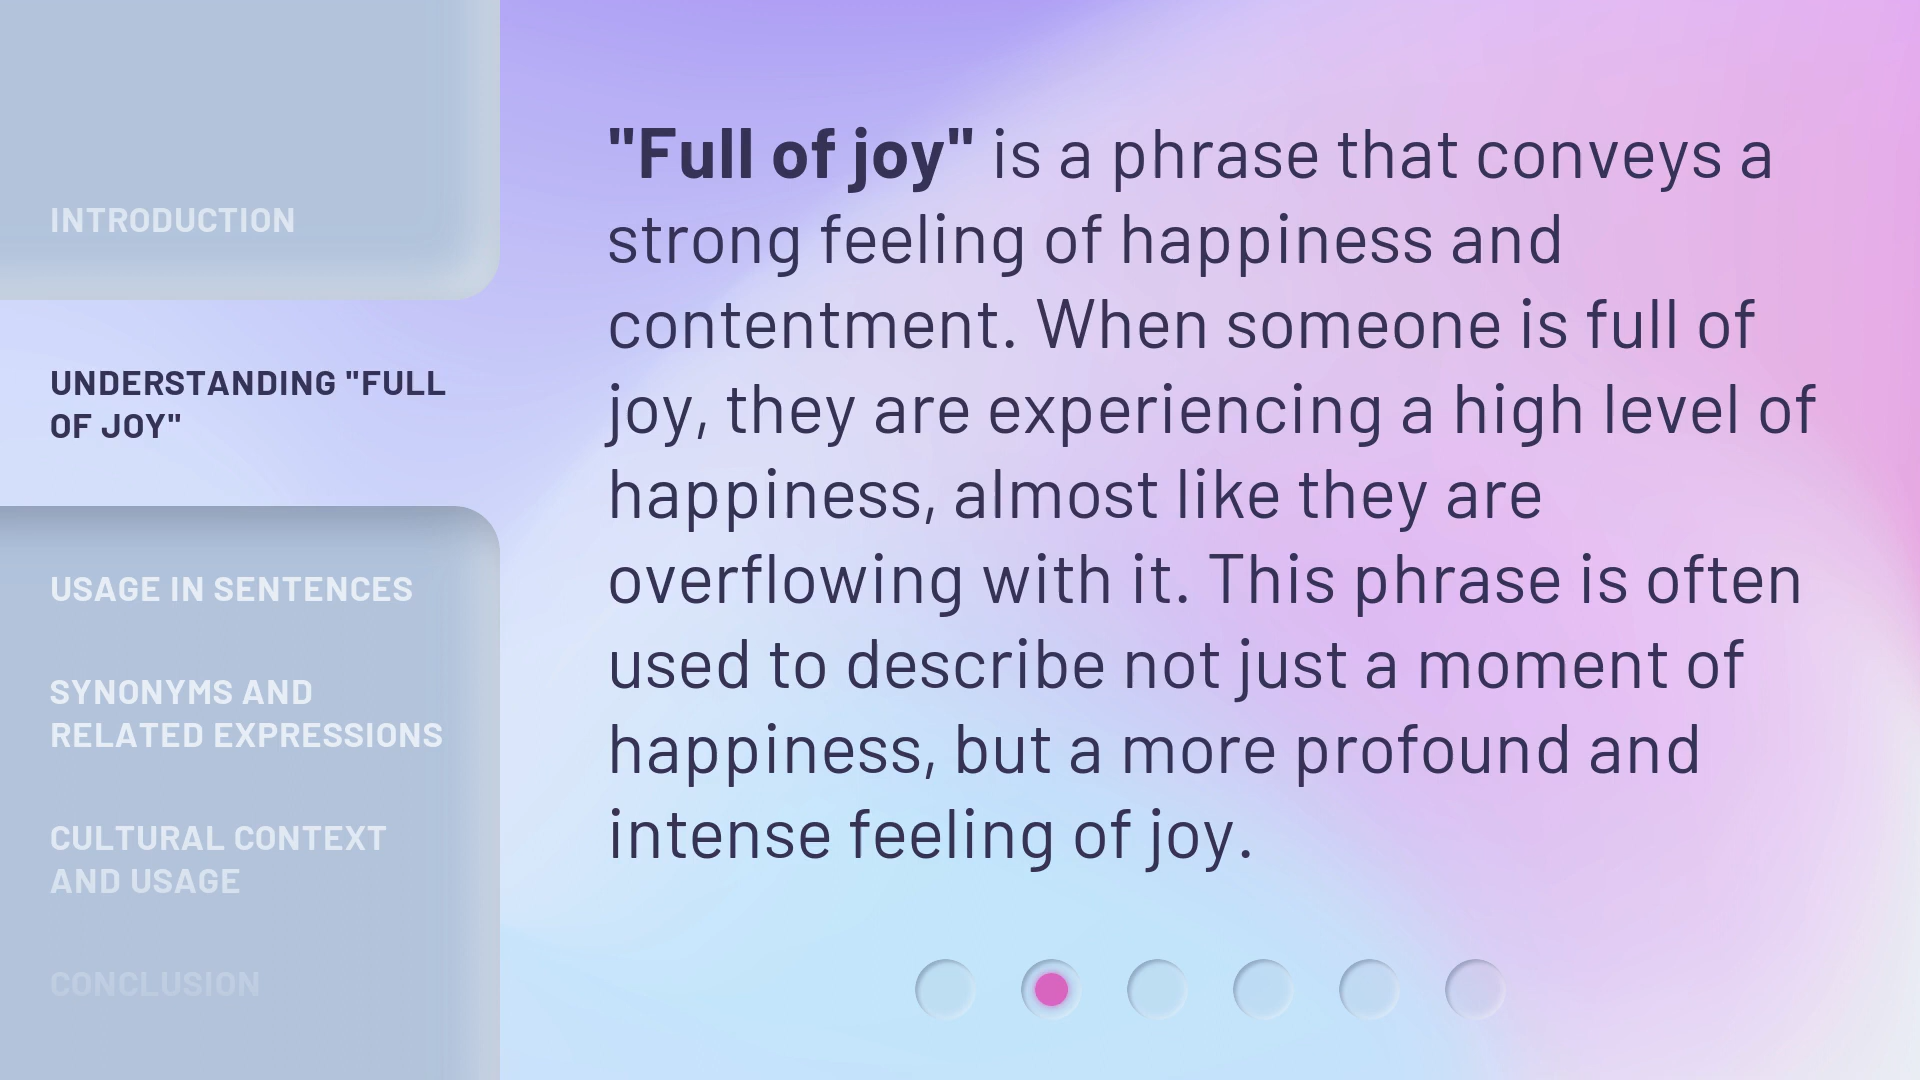 INTRODUCTION
UNDERSTANDING "FULL
OF JOY"
USAGE IN SENTENCES
SYNONYMS AND
RELATED EXPRESSIONS
CULTURAL CONTEXT
AND USAGE
CONCLUSION
"Full of joy" is a phrase that conveys a
strong feeling of happiness and
contentment. When someone is full of
joy, they are experiencing a high level of
happiness, almost like they are
overflowing with it. This phrase is often
used to describe not just a moment of
happiness, but a more profound and
intense feeling of joy.